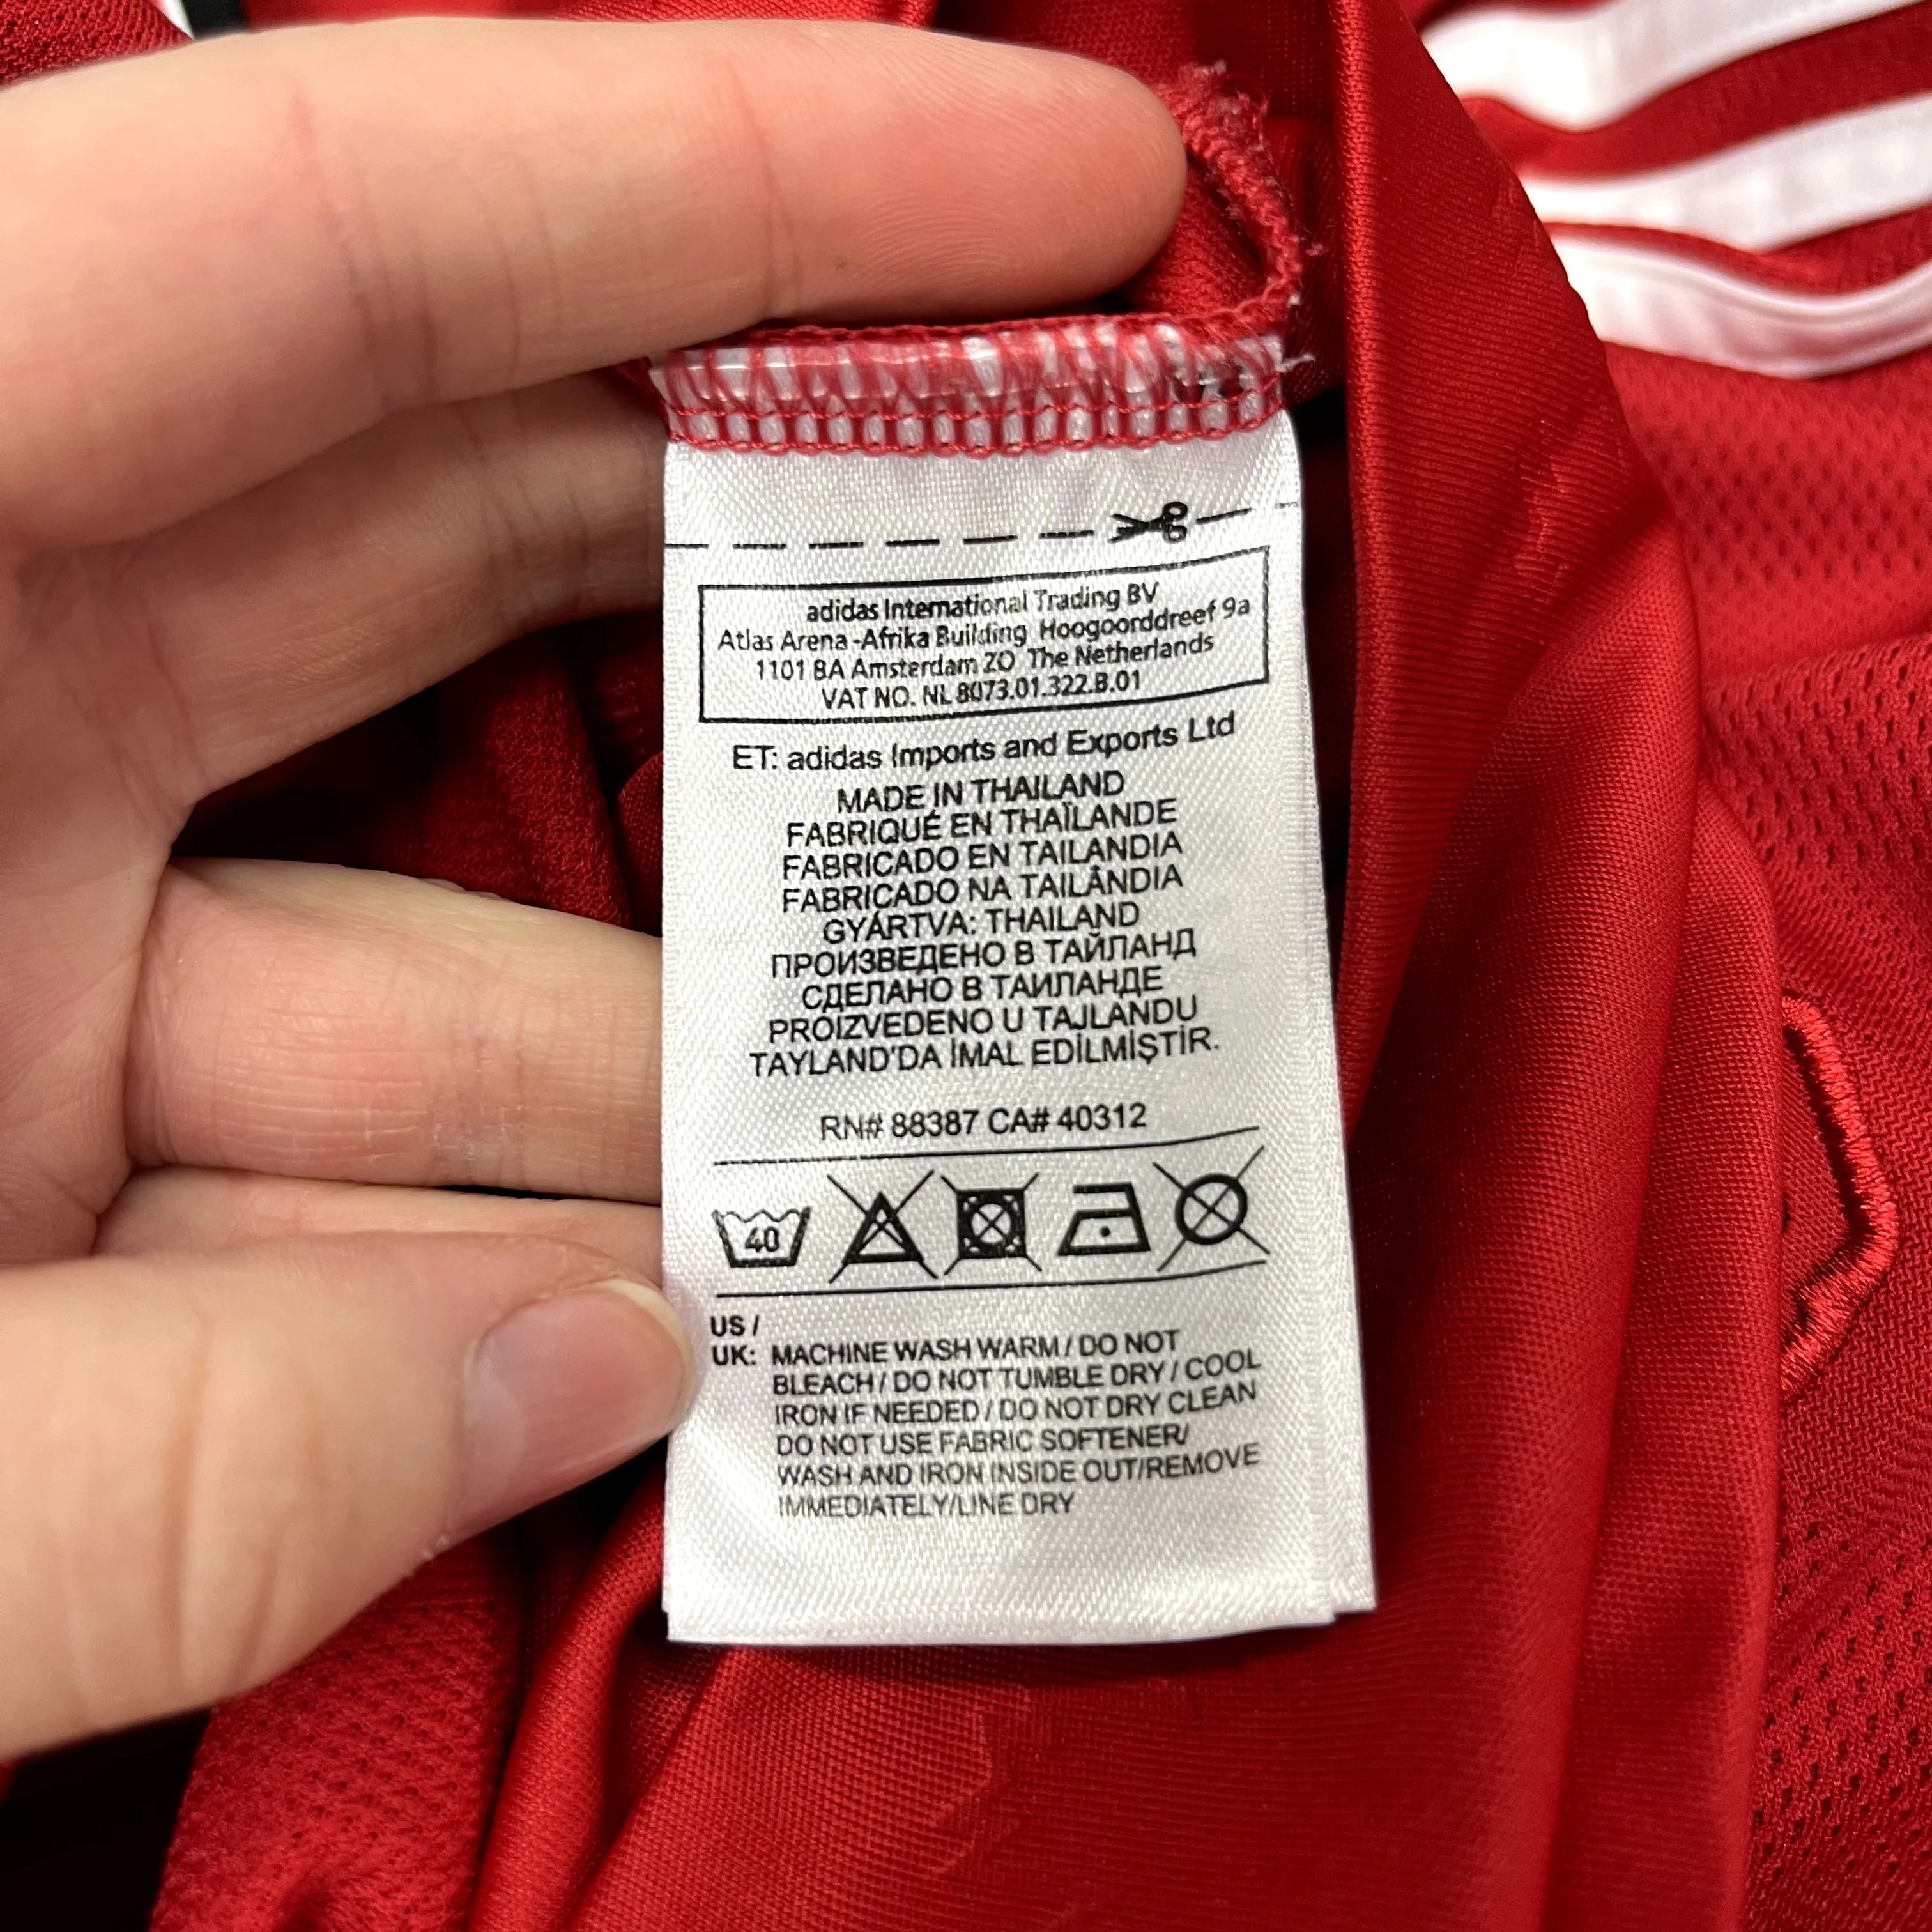 adidas International Trading BV
Atlas Arena -Afrika Building Hoogoorddreef 9a
1101 BA Amsterdam ZO The Netherlands
VAT NO. NL 8073.01.322.B.01
ET: adidas Imports and Exports Ltd
MADE IN THAILAND
FABRIQUÉ EN THAÏLANDE
FABRICADO EN TAILANDIA
FABRICADO NA TAILÂNDIA
GYÁRTVA: THAILAND
ПРОИЗВЕДЕНО В ТАЙЛАНД
СДЕЛАНО В ТАИЛАНДЕ
PROIZVEDENO U TAJLANDU
TAYLAND'DA İMAL EDİLMİŞTİR.
RN# 88387 CA# 40312
40
US /
UK: MACHINE WASH WARM / DO NOT
BLEACH / DO NOT TUMBLE DRY / COOL
IRON IF NEEDED / DO NOT DRY CLEAN
DO NOT USE FABRIC SOFTENER/
WASH AND IRON INSIDE OUT/REMOVE
IMMEDIATELY/LINE DRY